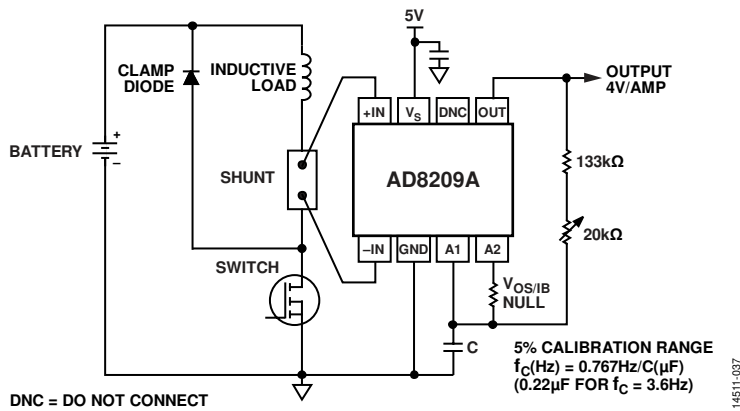 5V
OUTPUT
4V/AMP
CLAMP
DIODE
INDUCTIVE
LOAD
+IN
VS
DNC
OUT
BATTERY
+
–
SHUNT
AD8209A
133kΩ
20kΩ
–IN
GND
A1
A2
SWITCH
VOS/IB
NULL
C
5% CALIBRATION RANGE
fC(Hz) = 0.767Hz/C(µF)
(0.22µF FOR fC = 3.6Hz)
DNC = DO NOT CONNECT
14511-037